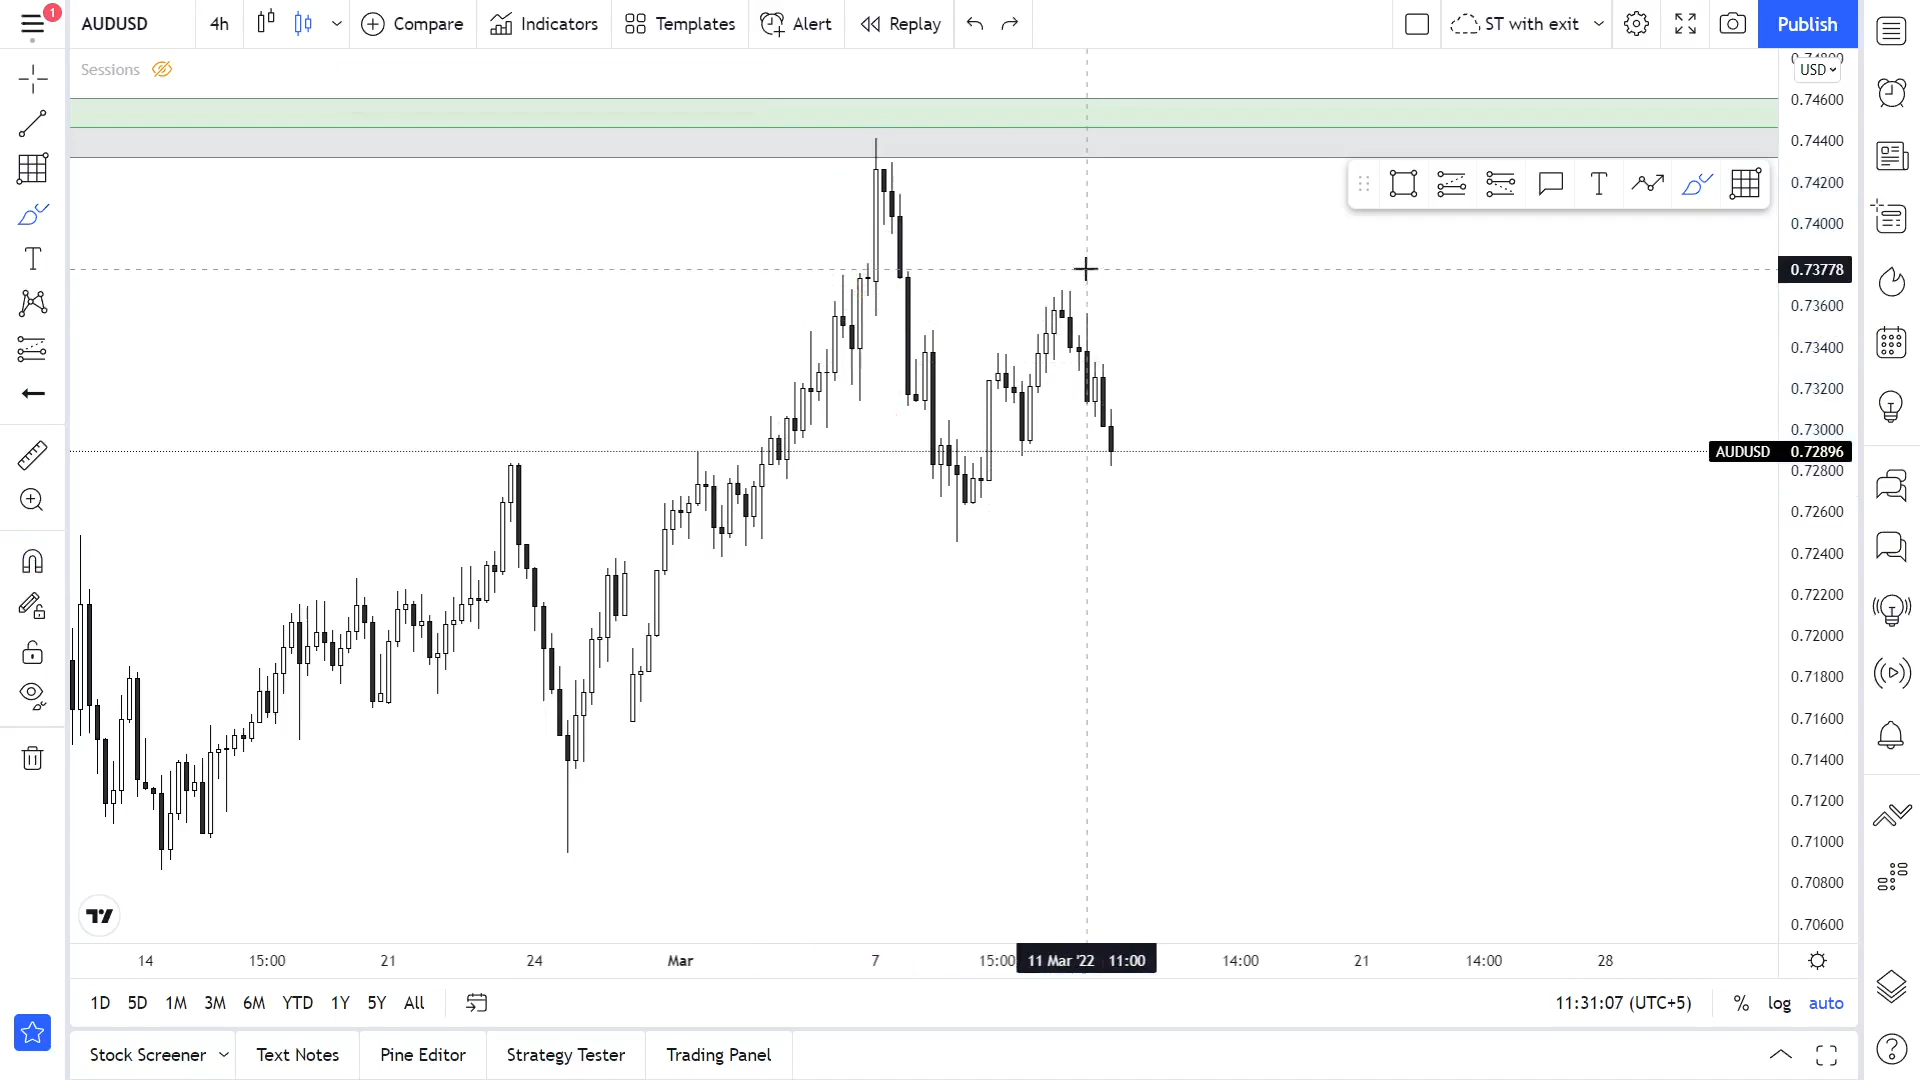 1
AUDUSD
4h
Compare
Indicators
Templates
Alert
Replay
ST with exit
Publish
Sessions
0.74800
USD
0.74600
0.74400
0.74200
0.74000
0.73778
0.73600
0.73400
0.73200
0.73000
AUDUSD 0.72896
0.72800
0.72600
0.72400
0.72200
0.72000
0.71800
0.71600
0.71400
0.71200
0.71000
0.70800
0.70600
14 15:00 21 24 Mar 7 15:00 11 Mar '22 11:00 14:00 21 14:00 28
1D 5D 1M 3M 6M YTD 1Y 5Y All
11:31:07 (UTC+5) % log auto
Stock Screener Text Notes Pine Editor Strategy Tester Trading Panel